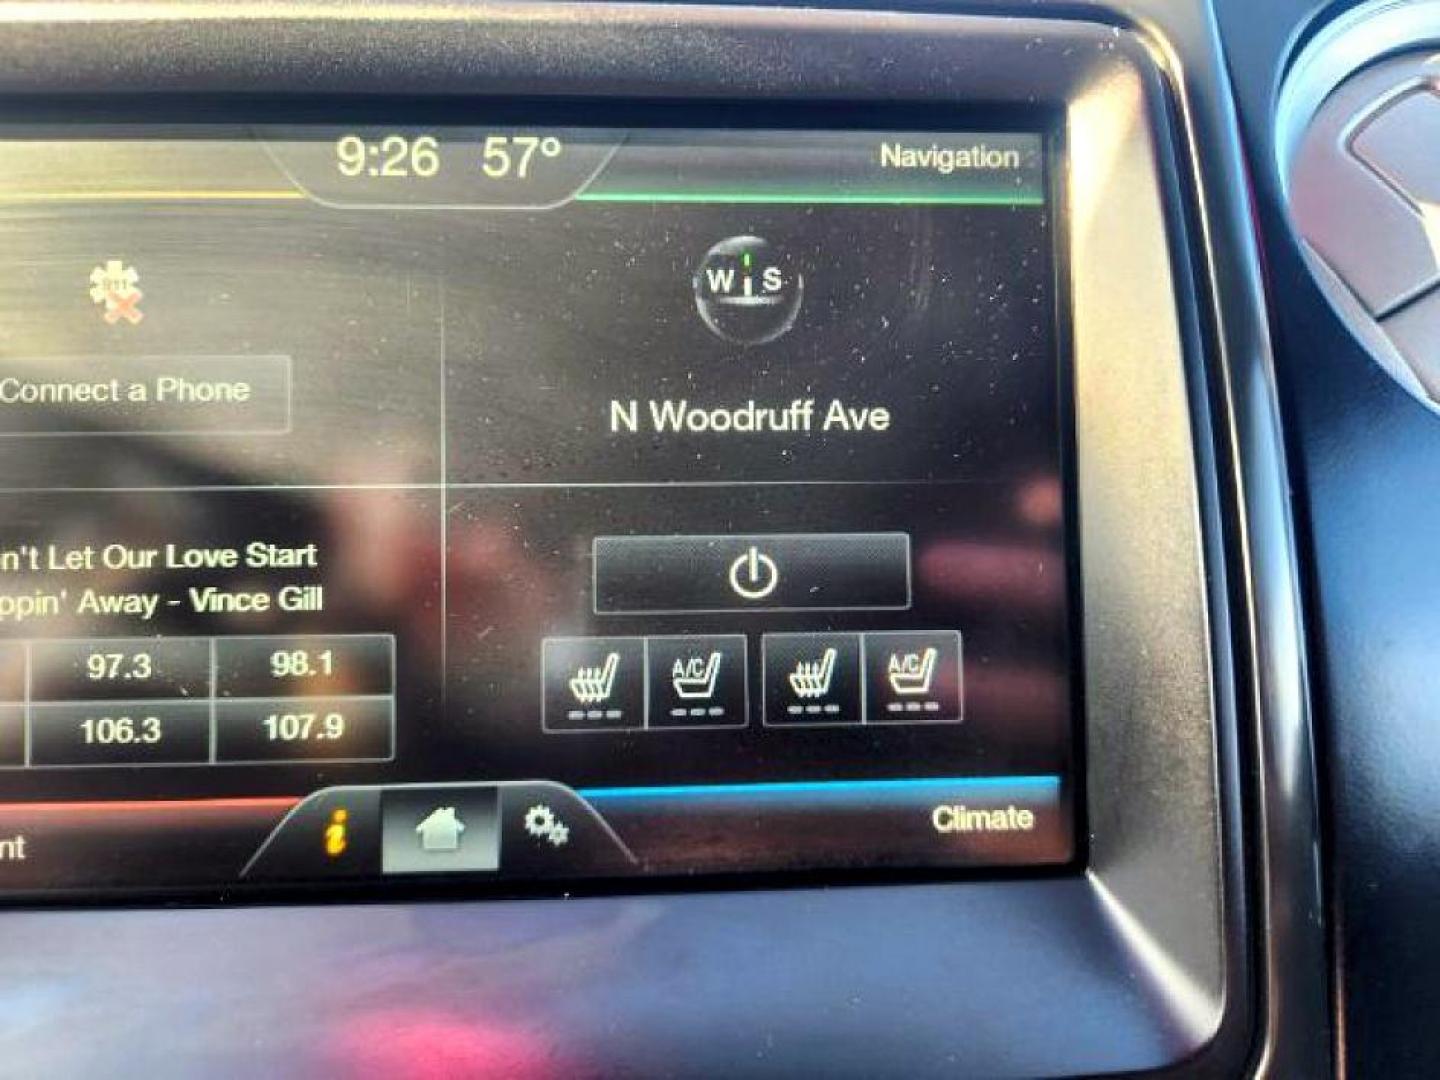 9:26 57°
Navigation
911
W S
Connect a Phone
N Woodruff Ave
n't Let Our Love Start
ppin' Away - Vince Gill
97.3 98.1
106.3 107.9
A/C A/C
i
nt
Climate